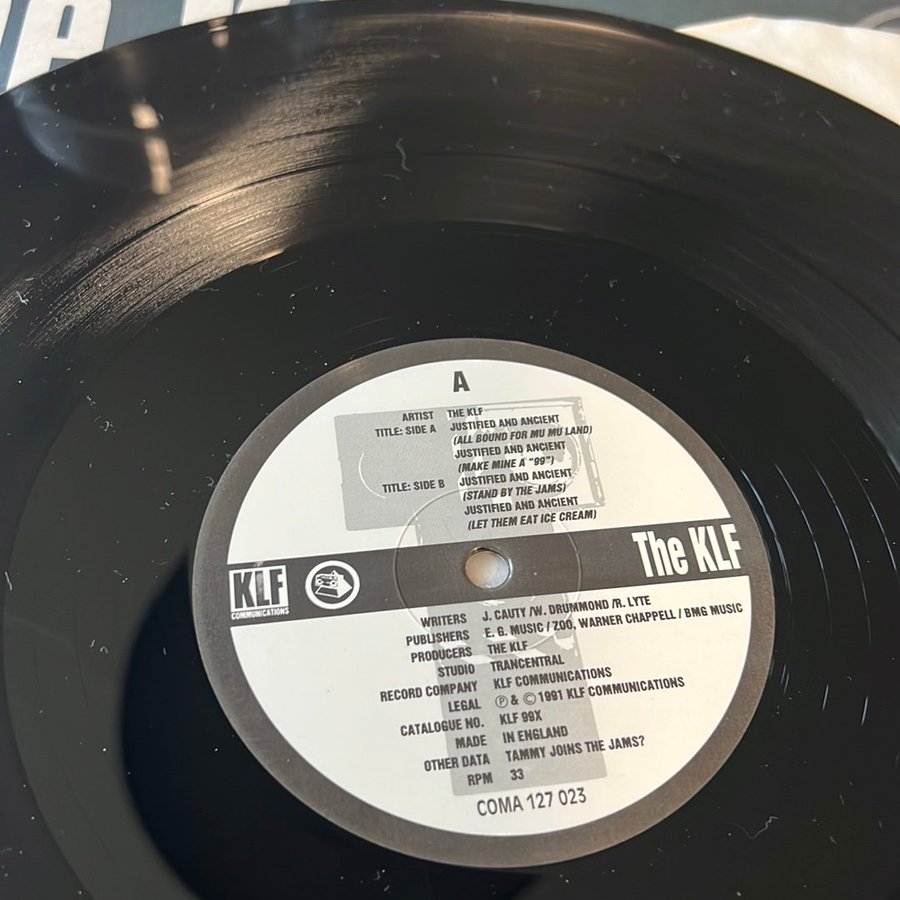 A
ARTIST THE KLF
TITLE: SIDE A JUSTIFIED AND ANCIENT
(ALL BOUND FOR MU MU LAND)
JUSTIFIED AND ANCIENT
(MAKE MINE A "99")
TITLE: SIDE B JUSTIFIED AND ANCIENT
(STAND BY THE JAMS)
JUSTIFIED AND ANCIENT
(LET THEM EAT ICE CREAM)
The KLF
KLF
COMMUNICATIONS
WRITERS J. CAUTY /W. DRUMMOND /R. LYTE
PUBLISHERS E. G. MUSIC / ZOO, WARNER CHAPPELL / BMG MUSIC
PRODUCERS THE KLF
STUDIO TRANCENTRAL
RECORD COMPANY KLF COMMUNICATIONS
LEGAL ℗ & © 1991 KLF COMMUNICATIONS
CATALOGUE NO. KLF 99X
MADE IN ENGLAND
OTHER DATA TAMMY JOINS THE JAMS?
RPM 33
COMA 127 023